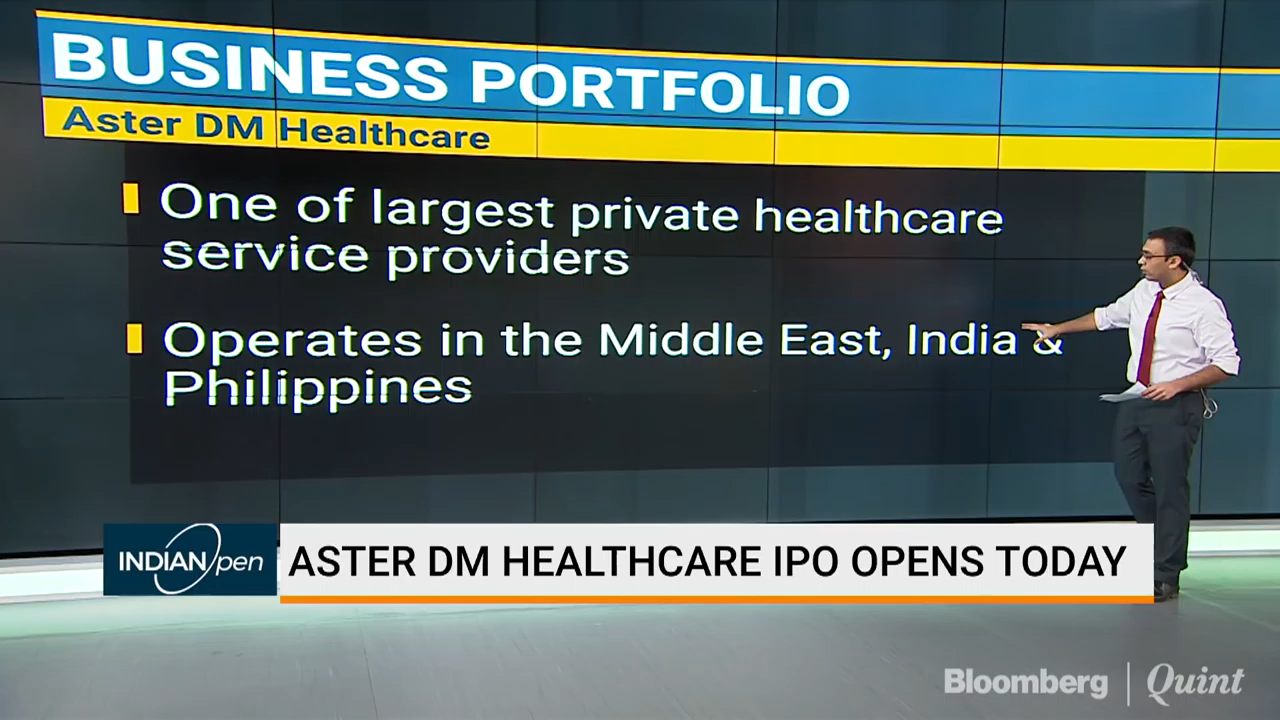 BUSINESS PORTFOLIO
Aster DM Healthcare
One of largest private healthcare
service providers
Operates in the Middle East, India &
Philippines
INDIAN Open
ASTER DM HEALTHCARE IPO OPENS TODAY
Bloomberg | Quint